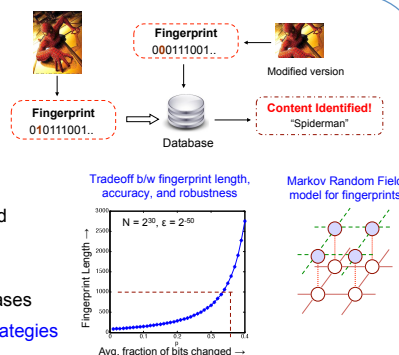 Fingerprint
000111001..
Modified version
Fingerprint
010111001..
Database
Content Identified!
"Spiderman"
Tradeoff b/w fingerprint length,
accuracy, and robustness
Markov Random Field
model for fingerprints
N = 2^30, ε = 2^-50
Fingerprint Length →
3000
2500
2000
1500
1000
500
0
0 0.1 0.2 0.3 0.4
p
Avg. fraction of bits changed →
d
ases
ategies